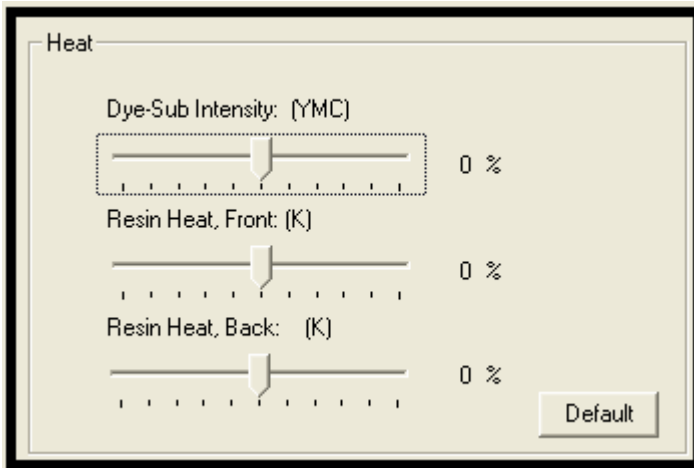 Heat
Dye-Sub Intensity: (YMC)
0 %
Resin Heat, Front: (K)
0 %
Resin Heat, Back: (K)
0 %
Default